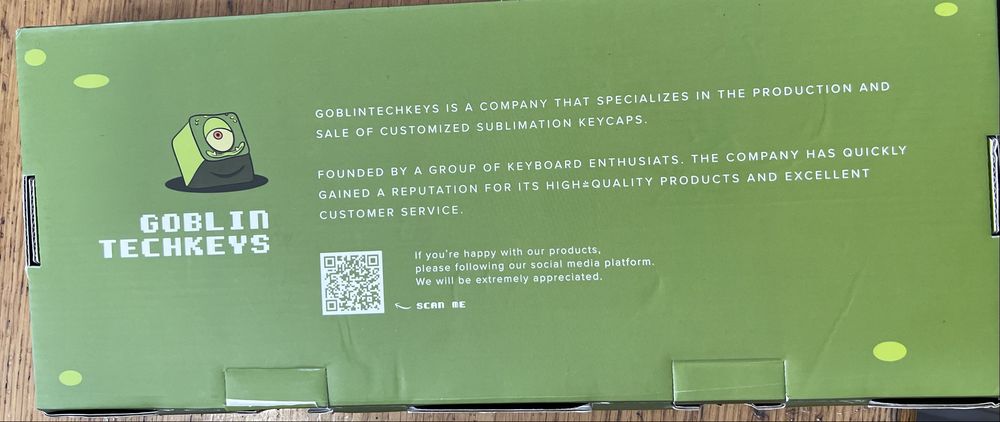 GOBLINTECHKEYS IS A COMPANY THAT SPECIALIZES IN THE PRODUCTION AND
SALE OF CUSTOMIZED SUBLIMATION KEYCAPS.
FOUNDED BY A GROUP OF KEYBOARD ENTHUSIATS. THE COMPANY HAS QUICKLY
GAINED A REPUTATION FOR ITS HIGH-QUALITY PRODUCTS AND EXCELLENT
CUSTOMER SERVICE.
GOBLIN
TECHKEYS
If you're happy with our products,
please following our social media platform.
We will be extremely appreciated.
SCAN ME